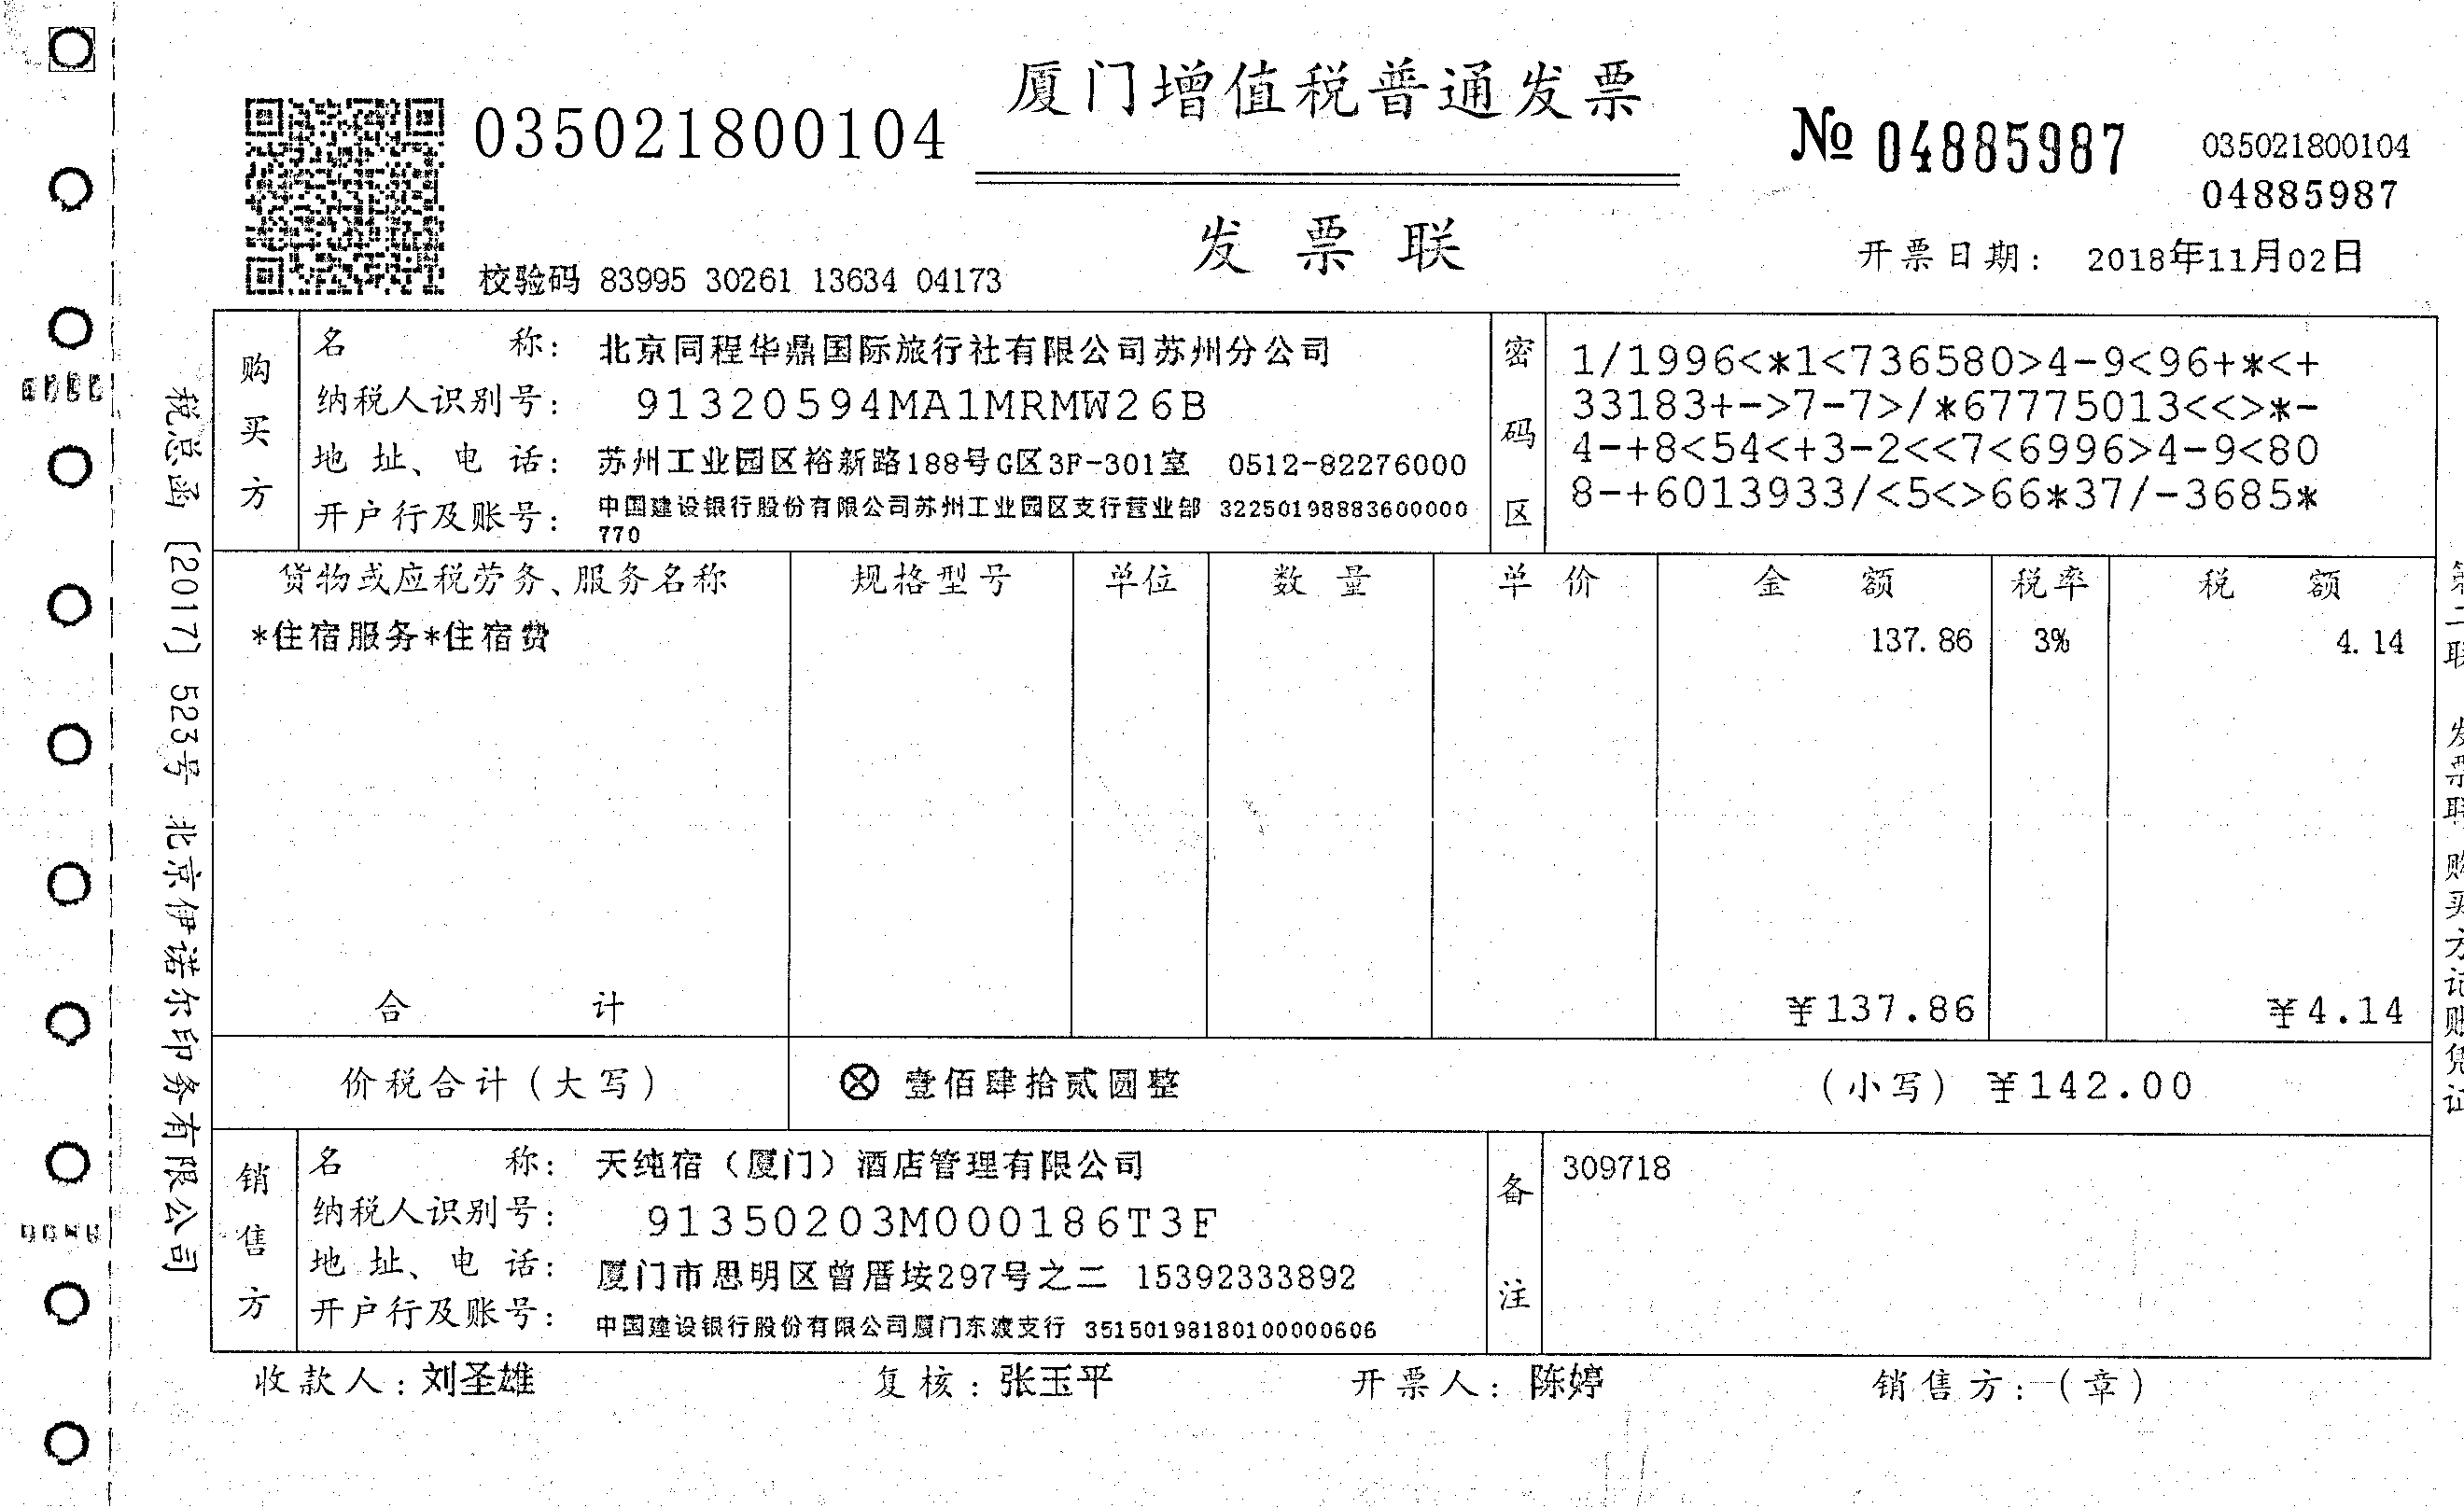 厦门增值税普通发票
035021800104
№ 04885987
035021800104
04885987
发票联
校验码 83995 30261 13634 04173
开票日期： 2018年11月02日
购买方
名 称： 北京同程华鼎国际旅行社有限公司苏州分公司
纳税人识别号： 91320594MA1MRMW26B
地 址、电 话： 苏州工业园区裕新路188号G区3F-301室 0512-82276000
开户行及账号： 中国建设银行股份有限公司苏州工业园区支行营业部 32250198883600000
770
密码区
1/1996<*1<736580>4-9<96+*<+
33183+->7-7>/*67775013<<>*-
4-+8<54<+3-2<<7<6996>4-9<80
8-+6013933/<5<>66*37/-3685*
货物或应税劳务、服务名称 规格型号 单位 数 量 单 价 金 额 税率 税 额
*住宿服务*住宿费 137.86 3% 4.14
合 计 ¥137.86 ¥4.14
价税合计（大写） ⊗ 壹佰肆拾贰圆整 （小写）¥142.00
销售方
名 称： 天纯宿（厦门）酒店管理有限公司
纳税人识别号： 91350203M000186T3F
地 址、电 话： 厦门市思明区曾厝垵297号之二 15392333892
开户行及账号： 中国建设银行股份有限公司厦门东渡支行 35150198180100000606
备注
309718
收款人：刘圣雄 复核：张玉平 开票人：陈婷 销售方：（章）
税总函〔2017〕523号 北京伊诺尔印务有限公司
第二联 发票联 购买方记账凭证